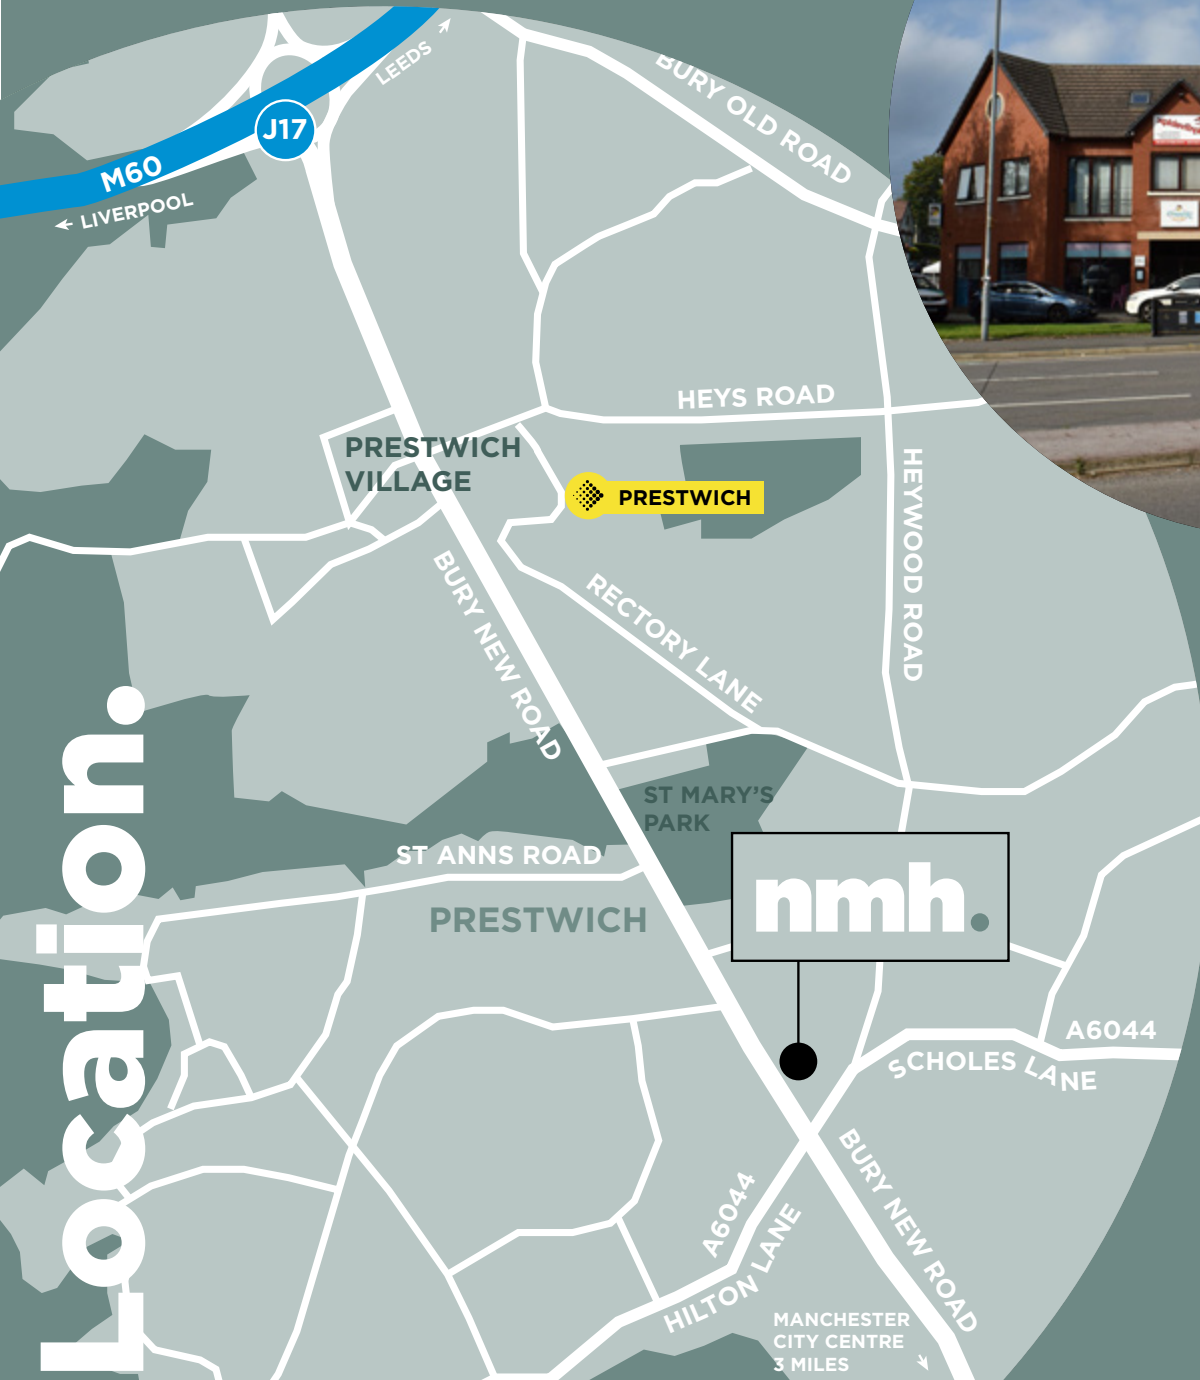 LEEDS
BURY OLD ROAD
J17
M60
LIVERPOOL
HEYS ROAD
PRESTWICH
VILLAGE
PRESTWICH
HEYWOOD ROAD
BURY NEW ROAD
RECTORY LANE
Location.
ST MARY'S
PARK
ST ANNS ROAD
PRESTWICH
nmh.
A6044
SCHOLES LANE
BURY NEW ROAD
A6044
HILTON LANE
MANCHESTER
CITY CENTRE
3 MILES